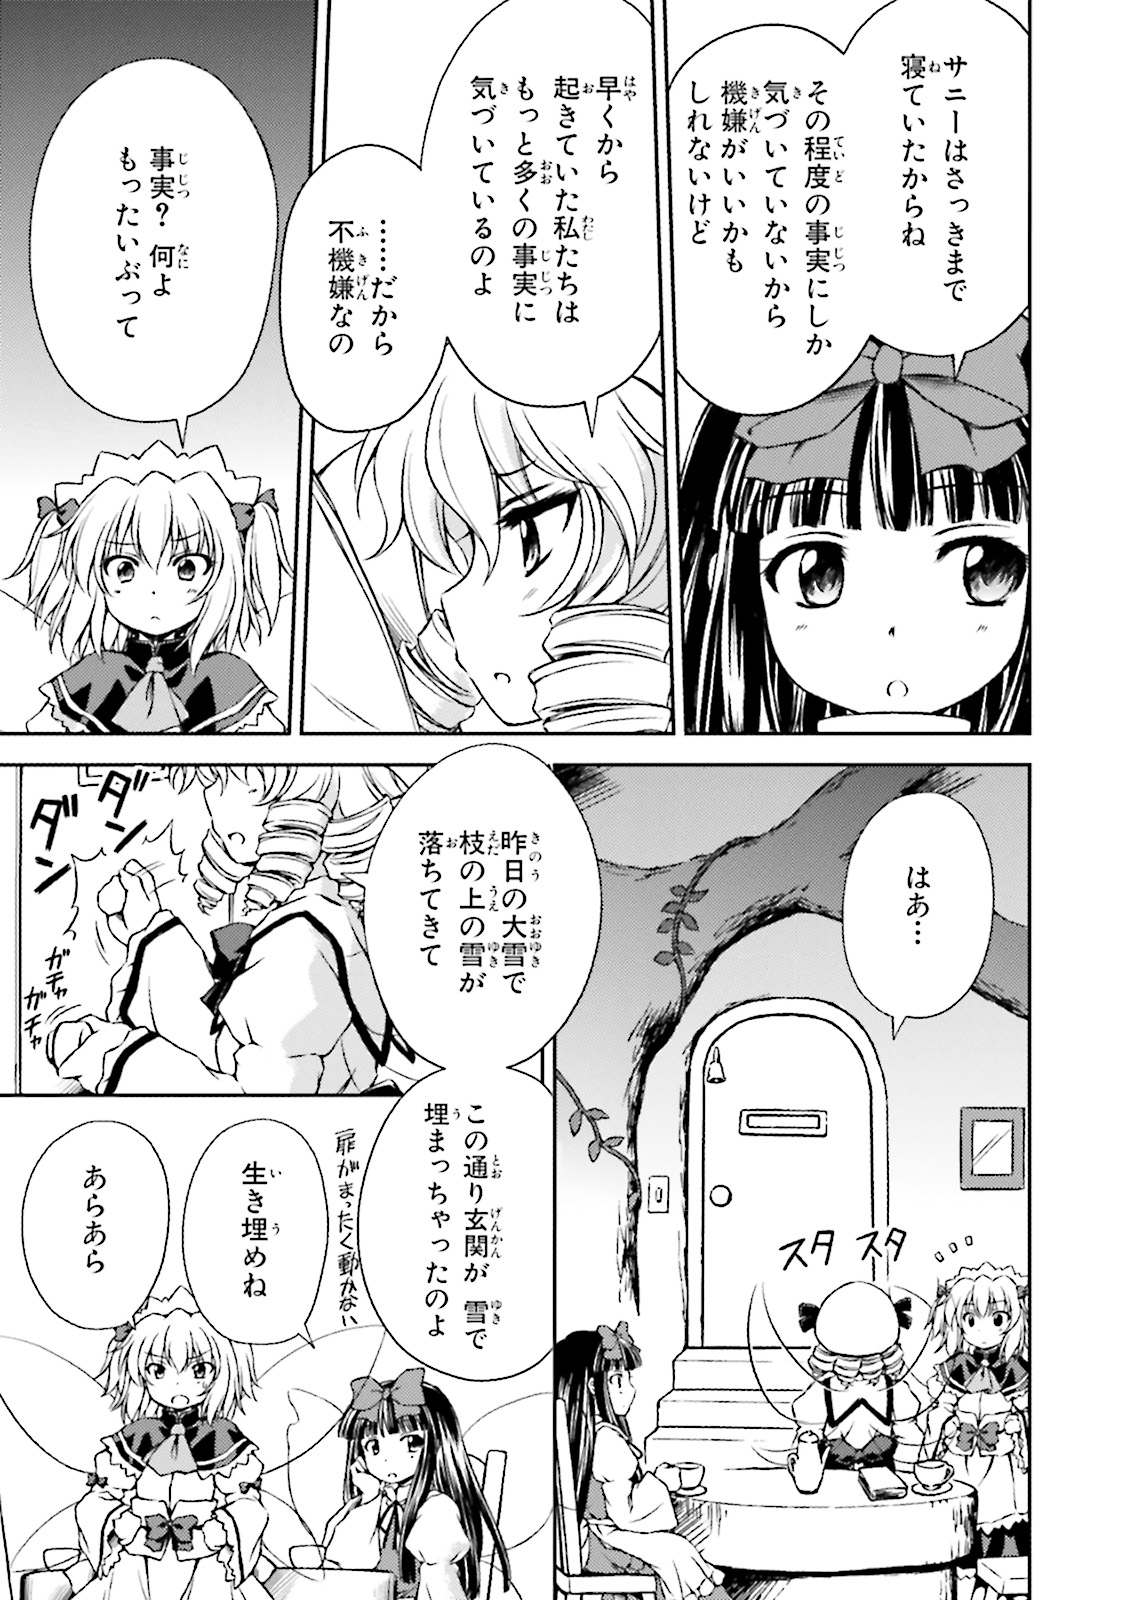 サニーはさっきまで
寝ていたからね
その程度の事実にしか
気づいていないから
機嫌がいいかも
しれないけど
早くから
起きていた私たちは
もっと多くの事実に
気づいているのよ
……だから
不機嫌なの
事実？何よ
もったいぶって
はあ…
スタ スタ
昨日の大雪で
枝の上の雪が
落ちてきて
ダン
ダン
ガチャ
ガチャ
この通り玄関が 雪で
埋まっちゃったのよ
扉がまったく動かない
生き埋めね
あらあら